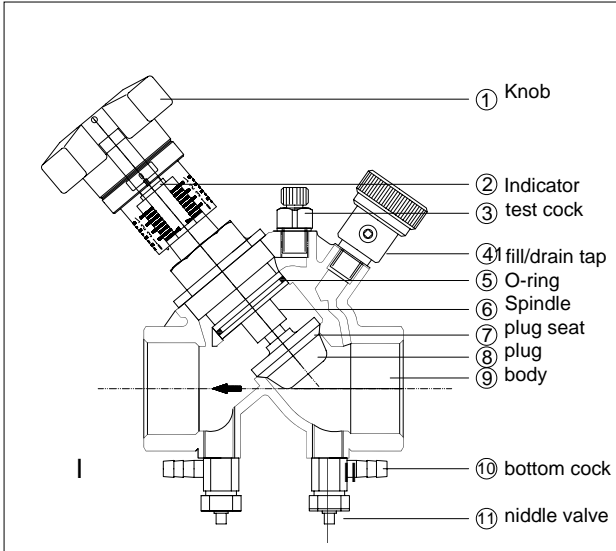 ① Knob
② Indicator
③ test cock
④1 fill/drain tap
⑤ O-ring
⑥ Spindle
⑦ plug seat
⑧ plug
⑨ body
⑩ bottom cock
⑪ niddle valve
I